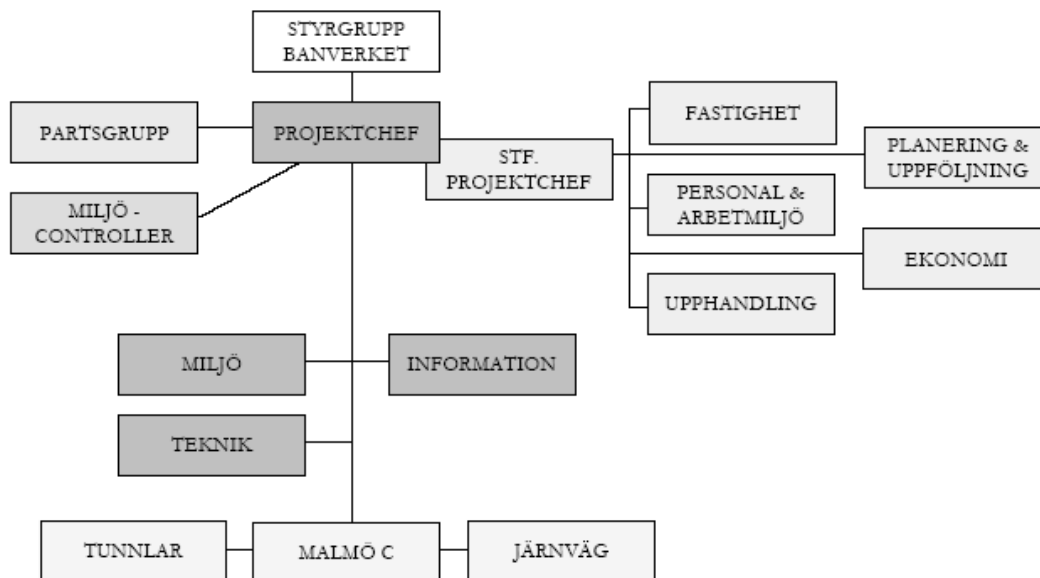 STYRGRUPP
BANVERKET
PARTSGRUPP
PROJEKTCHEF
STF.
PROJEKTCHEF
FASTIGHET
PLANERING &
UPPFÖLJNING
MILJÖ -
CONTROLLER
PERSONAL &
ARBETMILJÖ
EKONOMI
UPPHANDLING
MILJÖ
INFORMATION
TEKNIK
TUNNLAR
MALMÖ C
JÄRNVÄG